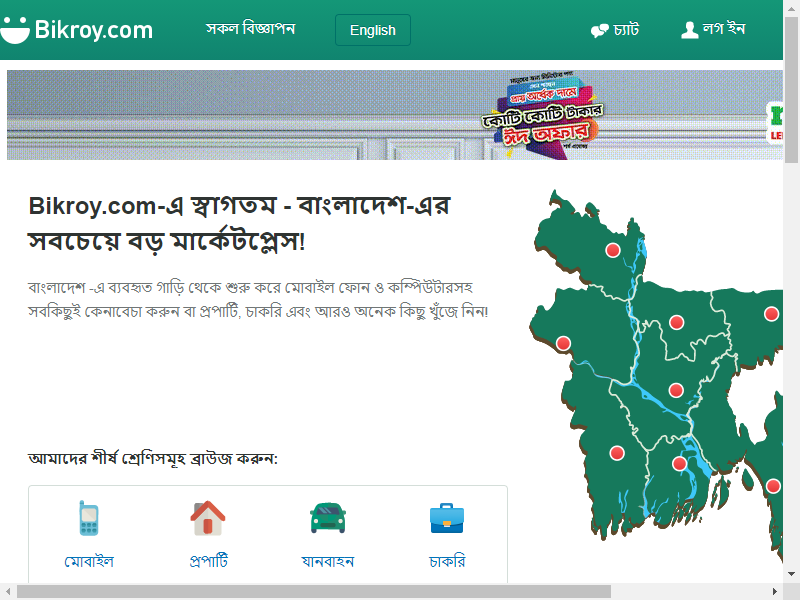 Bikroy.com
সকল বিজ্ঞাপন
English
চ্যাট
লগ ইন
প্রায় অর্ধেক দামে
কোটি কোটি টাকার
ঈদ অফার
Bikroy.com-এ স্বাগতম - বাংলাদেশ-এর
সবচেয়ে বড় মার্কেটপ্লেস!
বাংলাদেশ -এ ব্যবহৃত গাড়ি থেকে শুরু করে মোবাইল ফোন ও কম্পিউটারসহ
সবকিছুই কেনাবেচা করুন বা প্রপার্টি, চাকরি এবং আরও অনেক কিছু খুঁজে নিন!
আমাদের শীর্ষ শ্রেণিসমূহ ব্রাউজ করুন:
মোবাইল
প্রপার্টি
যানবাহন
চাকরি